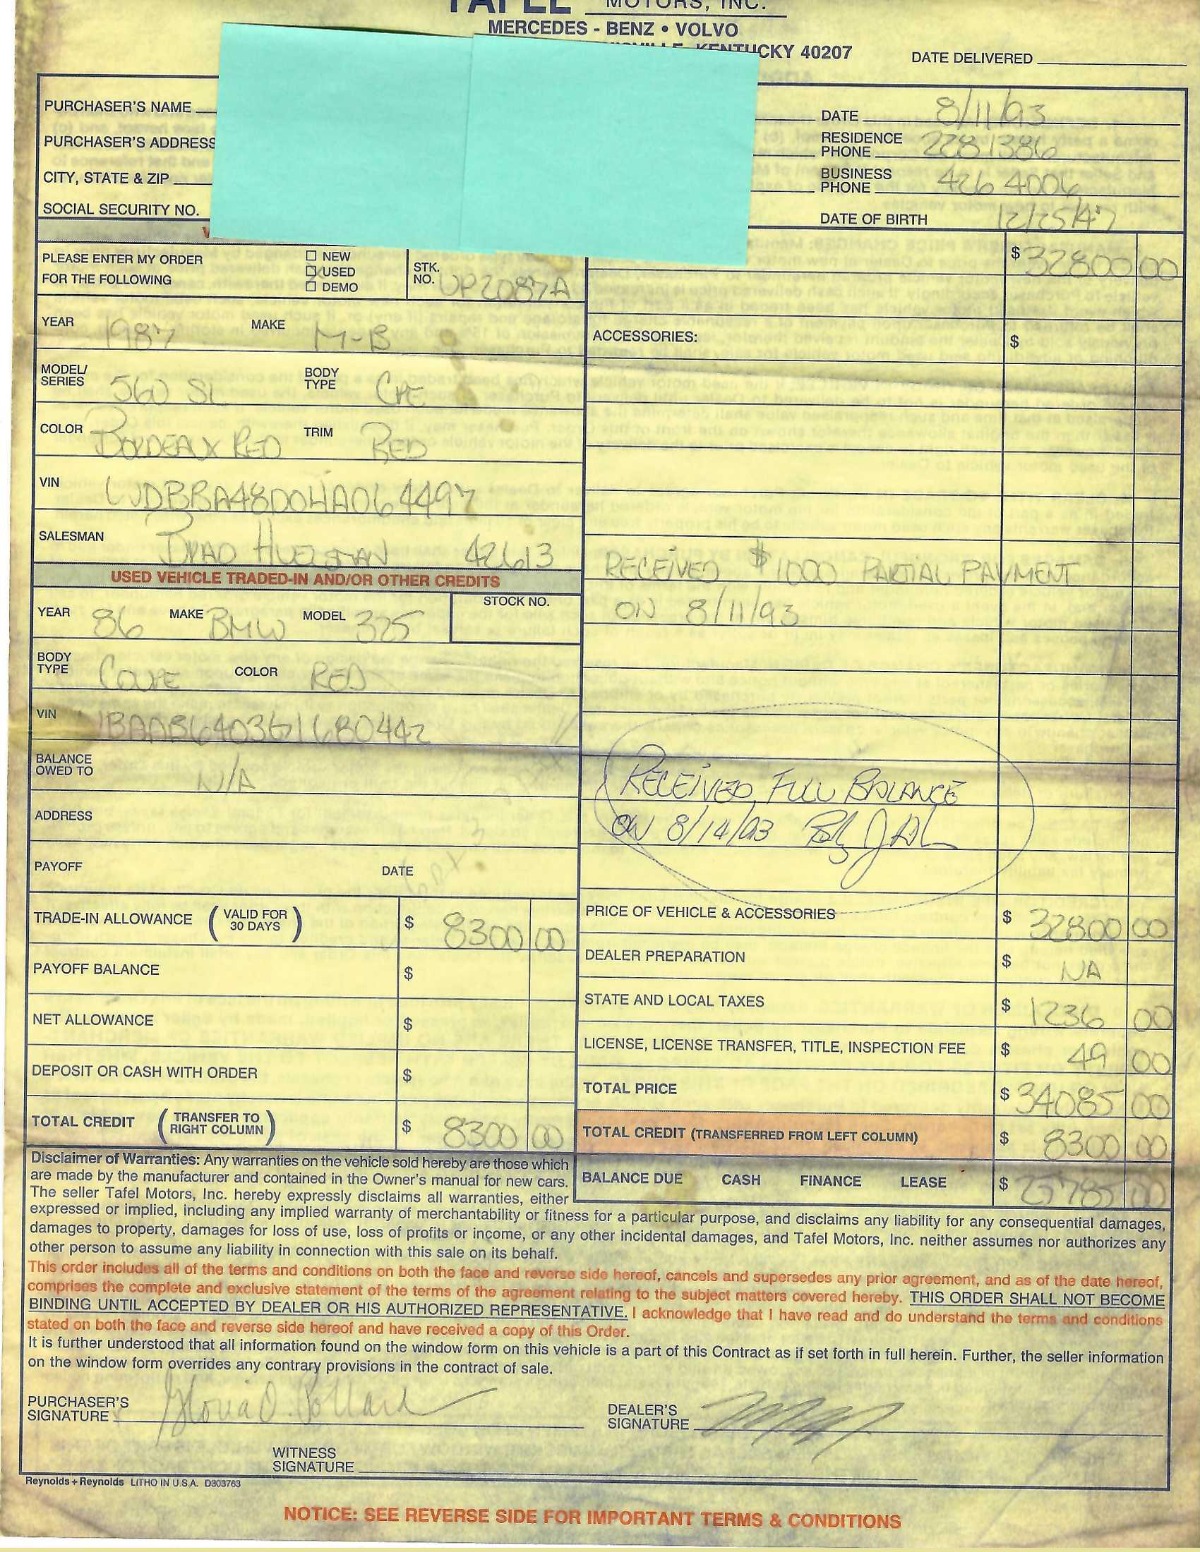 MOTORS, INC.
MERCEDES - BENZ • VOLVO
KENTUCKY 40207
DATE DELIVERED
PURCHASER'S NAME
DATE 8/11/93
PURCHASER'S ADDRESS
RESIDENCE PHONE 228 1386
CITY, STATE & ZIP
BUSINESS PHONE 426 4006
SOCIAL SECURITY NO.
DATE OF BIRTH 12/25/47
PLEASE ENTER MY ORDER FOR THE FOLLOWING
NEW
USED
DEMO
STK. NO. UP2087A
$ 32800 00
YEAR 1987 MAKE M-B
ACCESSORIES: $
MODEL/ SERIES 560 SL BODY TYPE CPE
COLOR BORDEAUX RED TRIM RED
VIN WDBBA48D0HA064497
SALESMAN BRAD 42613
RECEIVED $1000 PARTIAL PAYMENT
ON 8/11/93
USED VEHICLE TRADED-IN AND/OR OTHER CREDITS
YEAR 86 MAKE BMW MODEL 325 STOCK NO.
BODY TYPE COUPE COLOR RED
VIN
BALANCE OWED TO N/A
RECEIVED FULL BALANCE
ON 8/14/93
ADDRESS
PAYOFF DATE
TRADE-IN ALLOWANCE (VALID FOR 30 DAYS) $ 8300 00
PAYOFF BALANCE $
NET ALLOWANCE $
DEPOSIT OR CASH WITH ORDER $
TOTAL CREDIT (TRANSFER TO RIGHT COLUMN) $ 8300 00
PRICE OF VEHICLE & ACCESSORIES $ 32800 00
DEALER PREPARATION $ NA
STATE AND LOCAL TAXES $ 1236 00
LICENSE, LICENSE TRANSFER, TITLE, INSPECTION FEE $ 49 00
TOTAL PRICE $ 34085 00
TOTAL CREDIT (TRANSFERRED FROM LEFT COLUMN) $ 8300 00
BALANCE DUE CASH FINANCE LEASE $ 25785 00
Disclaimer of Warranties: Any warranties on the vehicle sold hereby are those which
are made by the manufacturer and contained in the Owner's manual for new cars.
The seller Tafel Motors, Inc. hereby expressly disclaims all warranties, either
expressed or implied, including any implied warranty of merchantability or fitness for a particular purpose, and disclaims any liability for any consequential damages,
damages to property, damages for loss of use, loss of profits or income, or any other incidental damages, and Tafel Motors, Inc. neither assumes nor authorizes any
other person to assume any liability in connection with this sale on its behalf.
This order includes all of the terms and conditions on both the face and reverse side hereof, cancels and supersedes any prior agreement, and as of the date hereof,
comprises the complete and exclusive statement of the terms of the agreement relating to the subject matters covered hereby. THIS ORDER SHALL NOT BECOME
BINDING UNTIL ACCEPTED BY DEALER OR HIS AUTHORIZED REPRESENTATIVE. I acknowledge that I have read and do understand the terms and conditions
stated on both the face and reverse side hereof and have received a copy of this Order.
It is further understood that all information found on the window form on this vehicle is a part of this Contract as if set forth in full herein. Further, the seller information
on the window form overrides any contrary provisions in the contract of sale.
PURCHASER'S SIGNATURE Gloria O. Pollard
DEALER'S SIGNATURE
WITNESS SIGNATURE
Reynolds + Reynolds LITHO IN U.S.A. D303763
NOTICE: SEE REVERSE SIDE FOR IMPORTANT TERMS & CONDITIONS